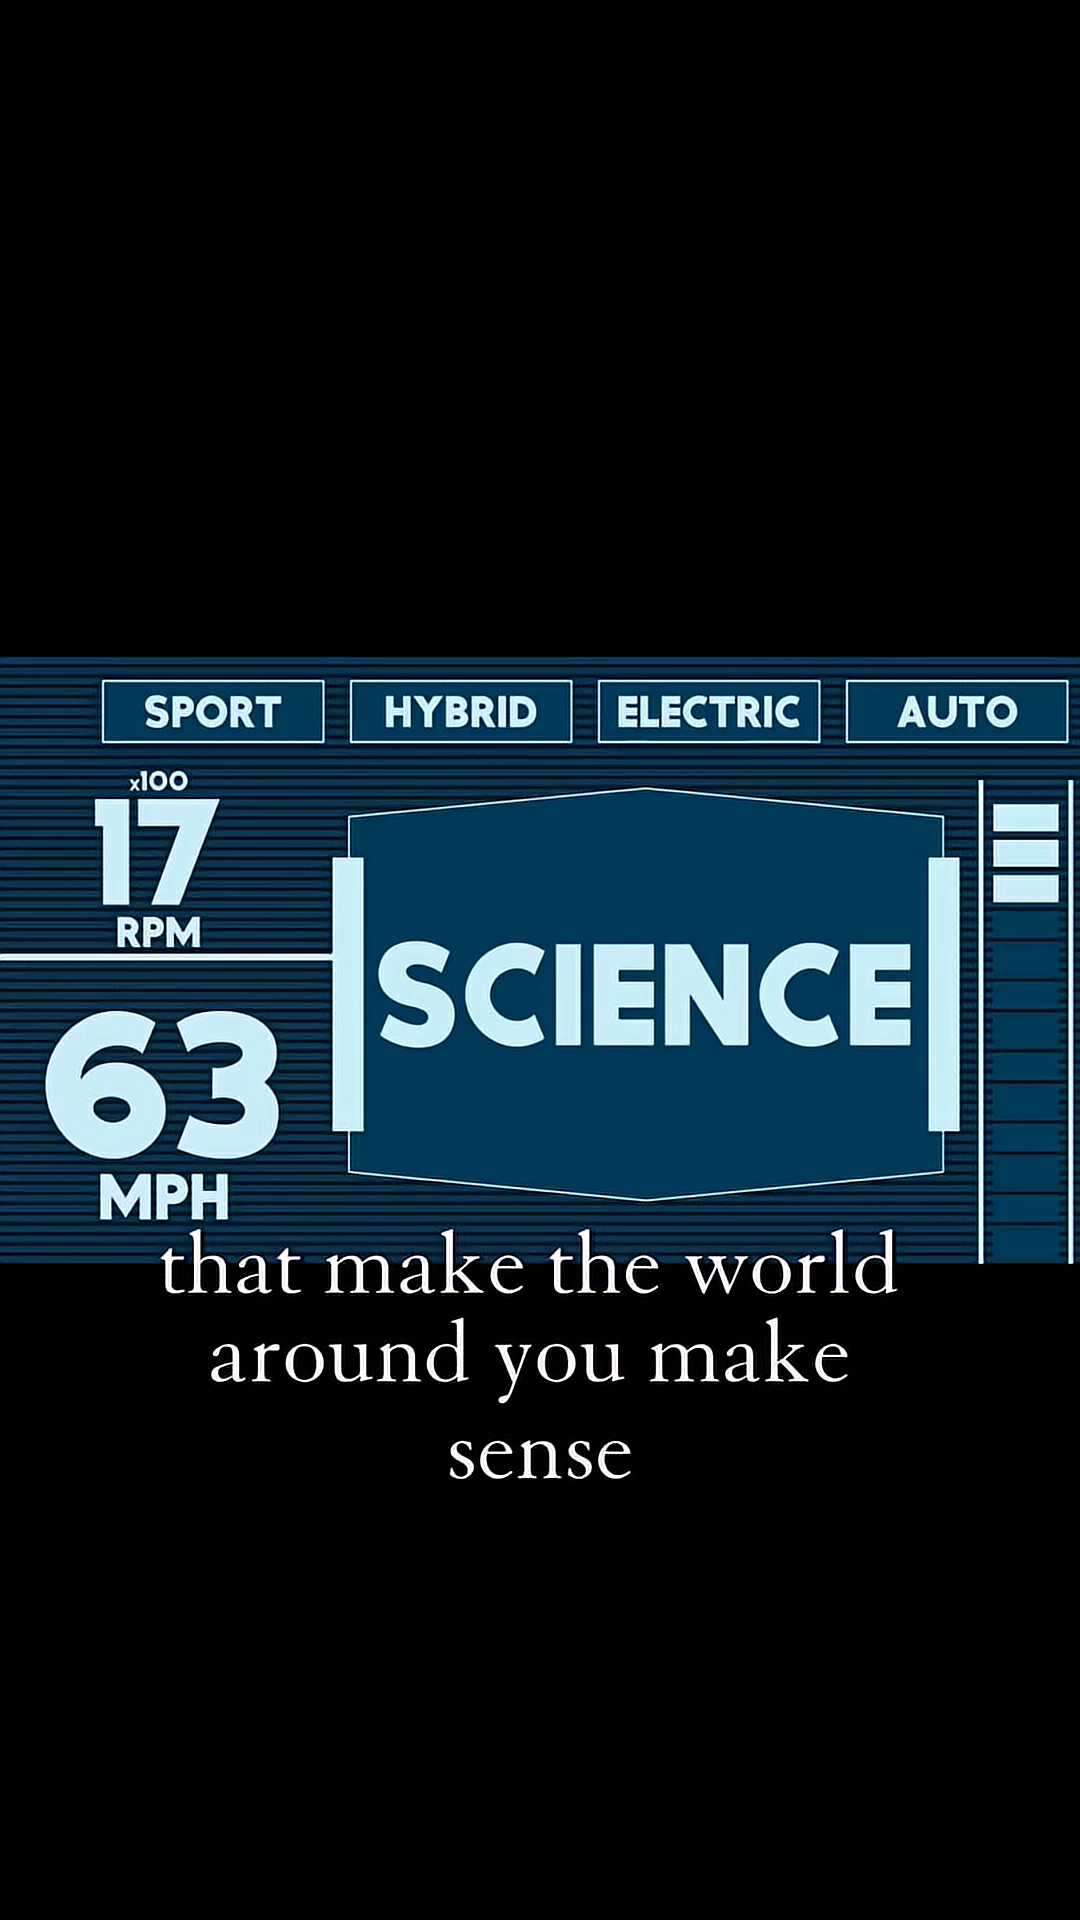 SPORT HYBRID ELECTRIC AUTO
x100
17
RPM
SCIENCE
63
MPH
that make the world
around you make
sense